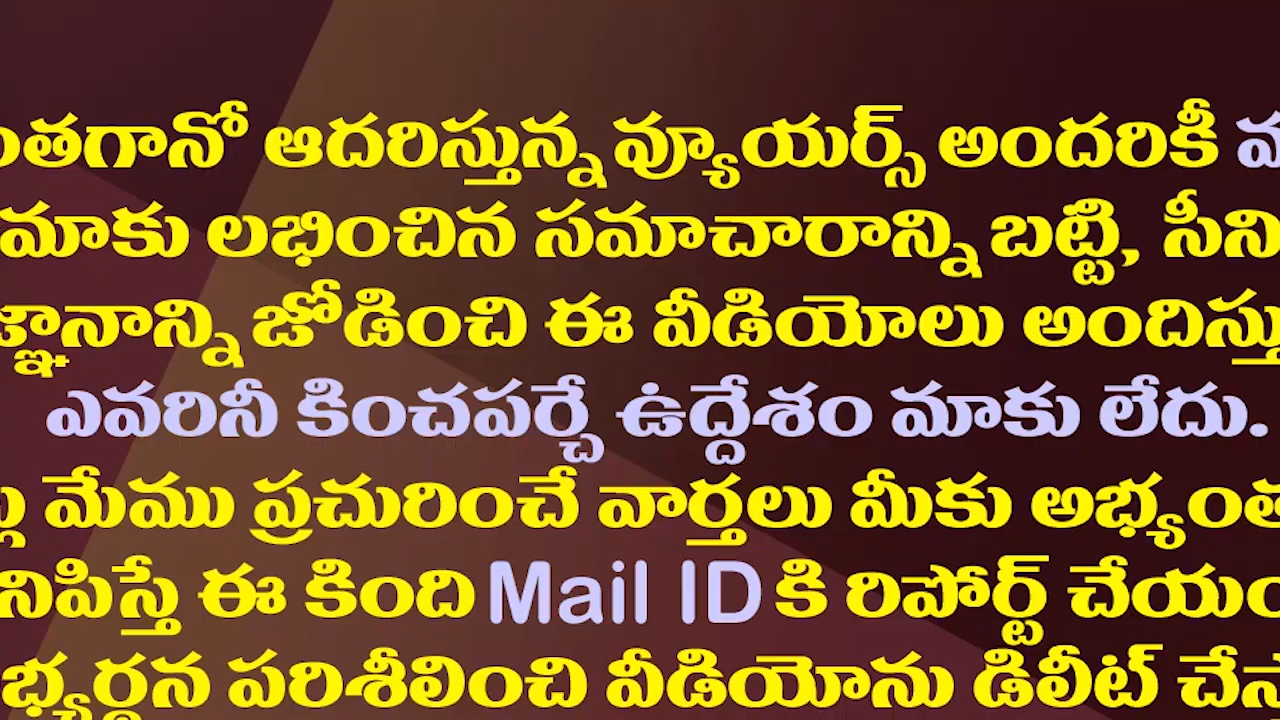 ఆదరిస్తున్న వ్యూయర్స్ అందరికీ
మాకు లభించిన సమాచారాన్ని బట్టి,
జోడించి ఈ వీడియోలు
ఎవరినీ కించపర్చే ఉద్దేశం మాకు లేదు.
మేము ప్రచురించే వార్తలు మీకు
ఈ కింది Mail ID కి రిపోర్ట్
పరిశీలించి వీడియోను డిలీట్